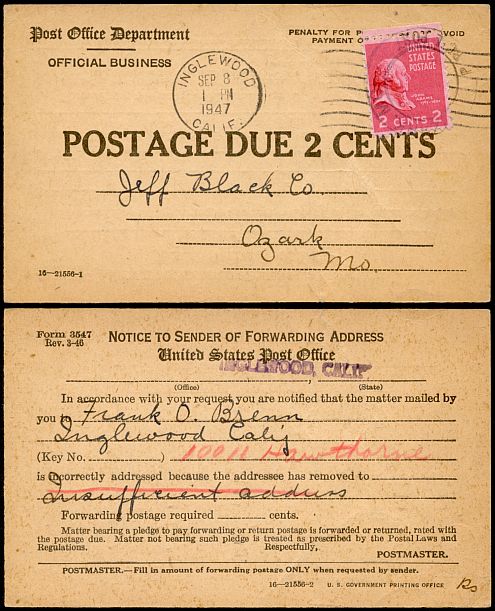 Post Office Department
OFFICIAL BUSINESS
PENALTY FOR P VOID
PAYMENT O
INGLEWOOD
SEP 8
1 PM
1947
CALIF.
UNITED
STATES
POSTAGE
JOHN
ADAMS
2 CENTS 2
POSTAGE DUE 2 CENTS
Jeff Black Co.
Ozark
Mo.
16—21556-1
Form 3547
Rev. 3-46
NOTICE TO SENDER OF FORWARDING ADDRESS
United States Post Office
INGLEWOOD, CALIF
(Office) (State)
In accordance with your request you are notified that the matter mailed by
you to Frank O. Brenn
Inglewood Calif
(Key No. ) 10011 Hawthorne
is incorrectly addressed because the addressee has removed to
Insufficient address
Forwarding postage required cents.
Matter bearing a pledge to pay forwarding or return postage is forwarded or returned, rated with
the postage due. Matter not bearing such pledge is treated as prescribed by the Postal Laws and
Regulations. Respectfully,
POSTMASTER.
POSTMASTER.—Fill in amount of forwarding postage ONLY when requested by sender.
16—21556-2 U. S. GOVERNMENT PRINTING OFFICE